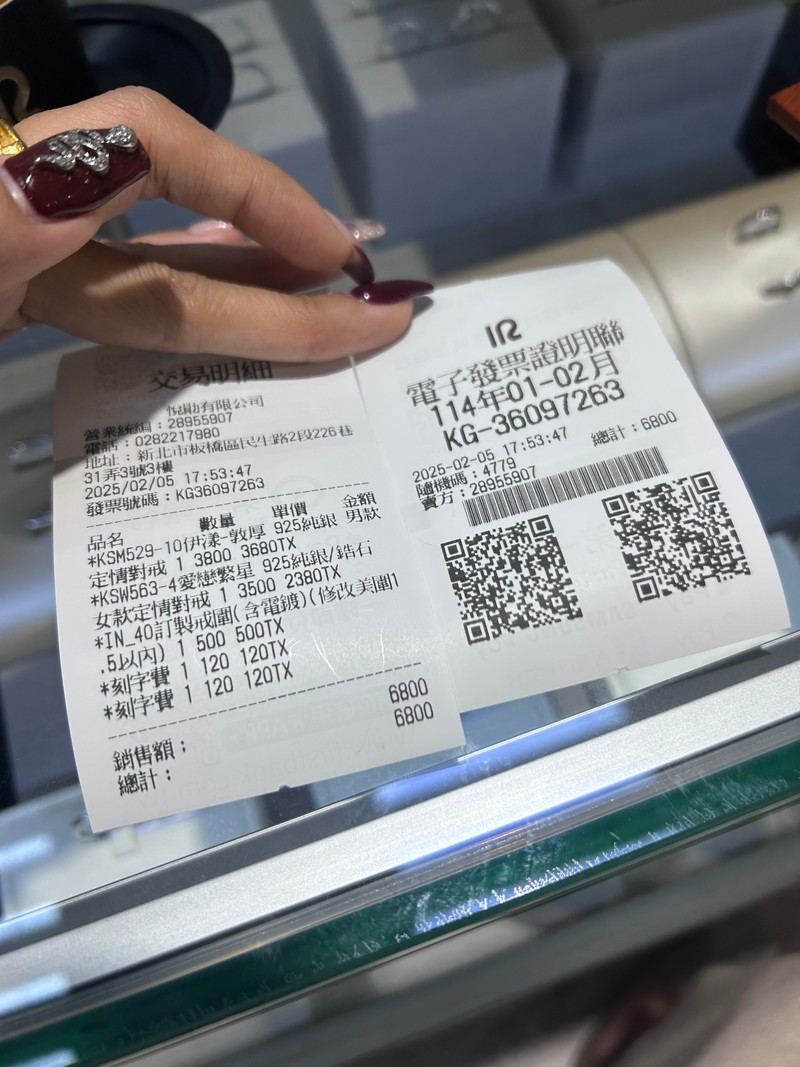 交易明細
悅勛有限公司
營業統編：28955907
電話：0282217980
地址：新北市板橋區民生路2段226巷
31弄3號3樓
2025/02/05 17:53:47
發票號碼：KG36097263
品名 數量 單價 金額
*KSM529-10伊漾-敦厚 925純銀 男款
定情對戒 1 3800 3680TX
*KSW563-4愛戀繁星 925純銀/鋯石
女款定情對戒 1 3500 2380TX
*IN_40訂製戒圍(含電鍍)(修改美圍1
.5以內) 1 500 500TX
*刻字費 1 120 120TX
*刻字費 1 120 120TX
銷售額： 6800
總計： 6800
IR
電子發票證明聯
114年01-02月
KG-36097263
2025-02-05 17:53:47
隨機碼：4779 總計：6800
賣方：28955907